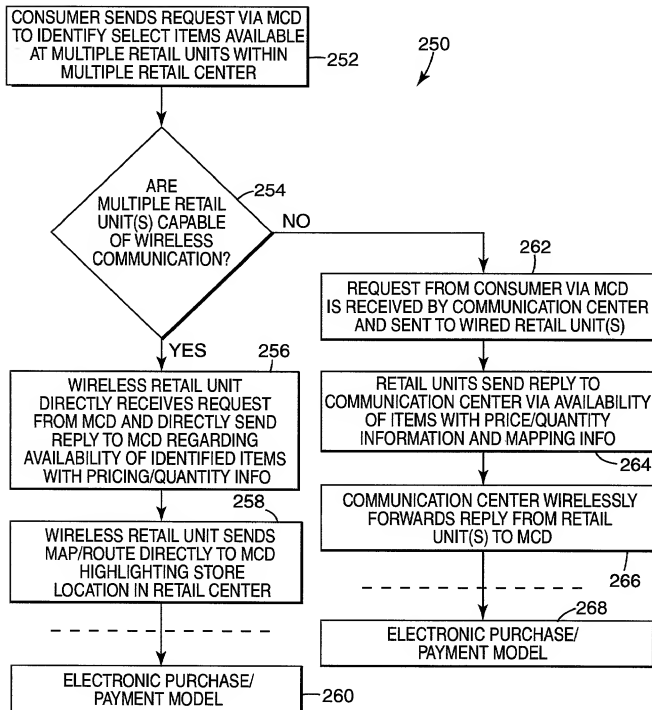 CONSUMER SENDS REQUEST VIA MCD
TO IDENTIFY SELECT ITEMS AVAILABLE
AT MULTIPLE RETAIL UNITS WITHIN
MULTIPLE RETAIL CENTER
252
250
ARE
MULTIPLE RETAIL
UNIT(S) CAPABLE
OF WIRELESS
COMMUNICATION?
254
NO
YES
256
WIRELESS RETAIL UNIT
DIRECTLY RECEIVES REQUEST
FROM MCD AND DIRECTLY SEND
REPLY TO MCD REGARDING
AVAILABILITY OF IDENTIFIED ITEMS
WITH PRICING/QUANTITY INFO
258
WIRELESS RETAIL UNIT SENDS
MAP/ROUTE DIRECTLY TO MCD
HIGHLIGHTING STORE
LOCATION IN RETAIL CENTER
ELECTRONIC PURCHASE/
PAYMENT MODEL
260
262
REQUEST FROM CONSUMER VIA MCD
IS RECEIVED BY COMMUNICATION CENTER
AND SENT TO WIRED RETAIL UNIT(S)
RETAIL UNITS SEND REPLY TO
COMMUNICATION CENTER VIA AVAILABILITY
OF ITEMS WITH PRICE/QUANTITY
INFORMATION AND MAPPING INFO
264
COMMUNICATION CENTER WIRELESSLY
FORWARDS REPLY FROM RETAIL
UNIT(S) TO MCD
266
268
ELECTRONIC PURCHASE/
PAYMENT MODEL